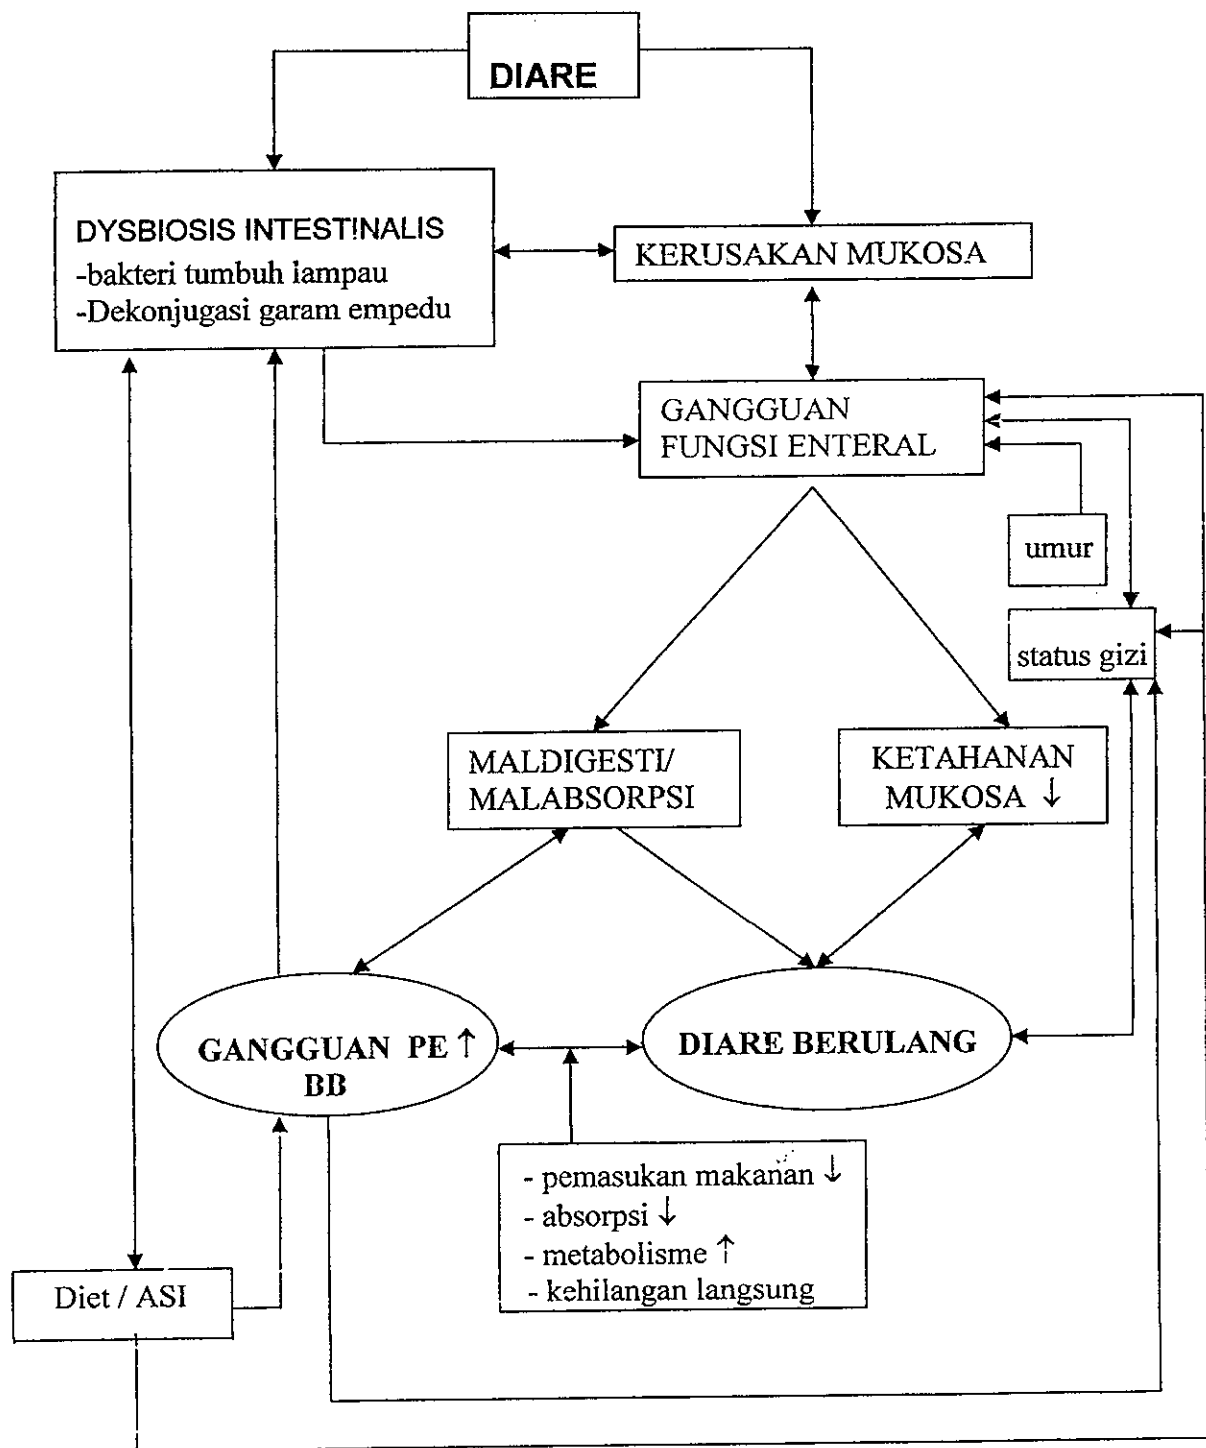 DIARE
DYSBIOSIS INTESTINALIS
-bakteri tumbuh lampau
-Dekonjugasi garam empedu
KERUSAKAN MUKOSA
GANGGUAN
FUNGSI ENTERAL
umur
status gizi
MALDIGESTI/
MALABSORPSI
KETAHANAN
MUKOSA ↓
GANGGUAN PE ↑
BB
DIARE BERULANG
- pemasukan makanan ↓
- absorpsi ↓
- metabolisme ↑
- kehilangan langsung
Diet / ASI